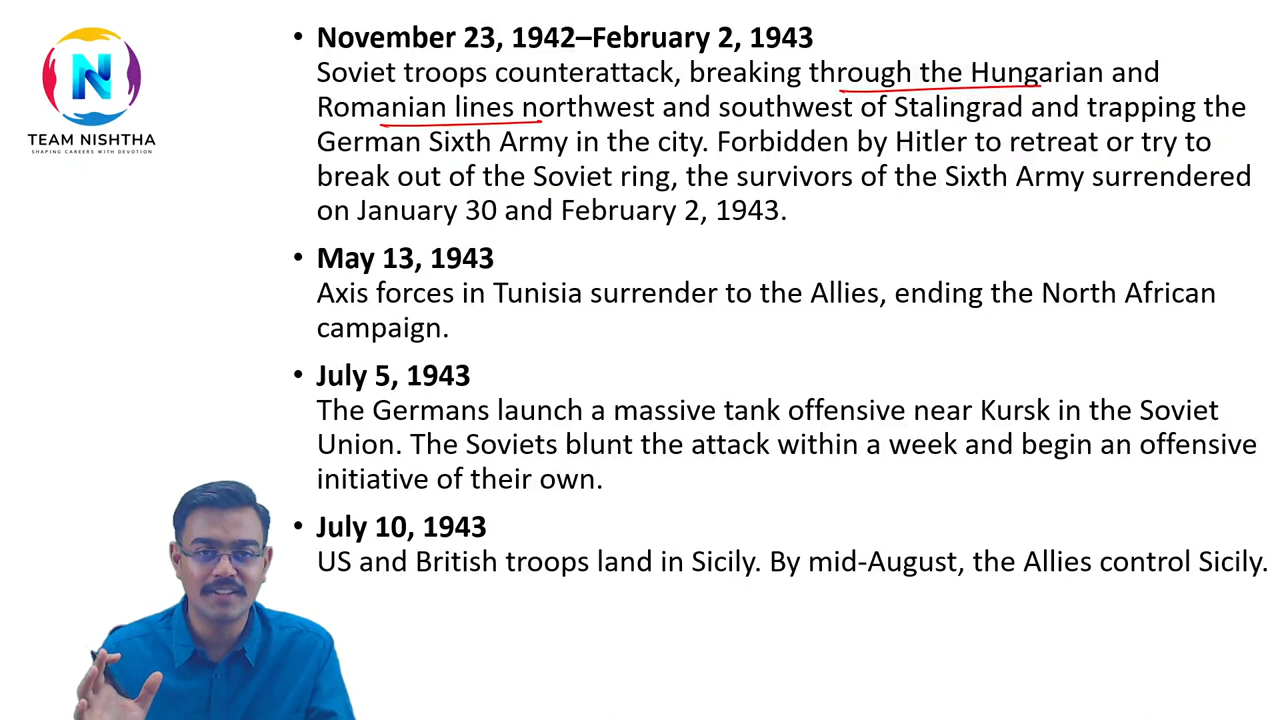 N
TEAM NISHTHA
SHAPING CAREERS WITH DEVOTION
• November 23, 1942–February 2, 1943
Soviet troops counterattack, breaking through the Hungarian and
Romanian lines northwest and southwest of Stalingrad and trapping the
German Sixth Army in the city. Forbidden by Hitler to retreat or try to
break out of the Soviet ring, the survivors of the Sixth Army surrendered
on January 30 and February 2, 1943.
• May 13, 1943
Axis forces in Tunisia surrender to the Allies, ending the North African
campaign.
• July 5, 1943
The Germans launch a massive tank offensive near Kursk in the Soviet
Union. The Soviets blunt the attack within a week and begin an offensive
initiative of their own.
• July 10, 1943
US and British troops land in Sicily. By mid-August, the Allies control Sicily.